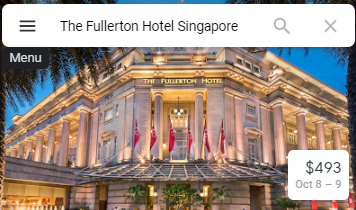 The Fullerton Hotel Singapore
Menu
THE FULLERTON HOTEL
$493
Oct 8 – 9